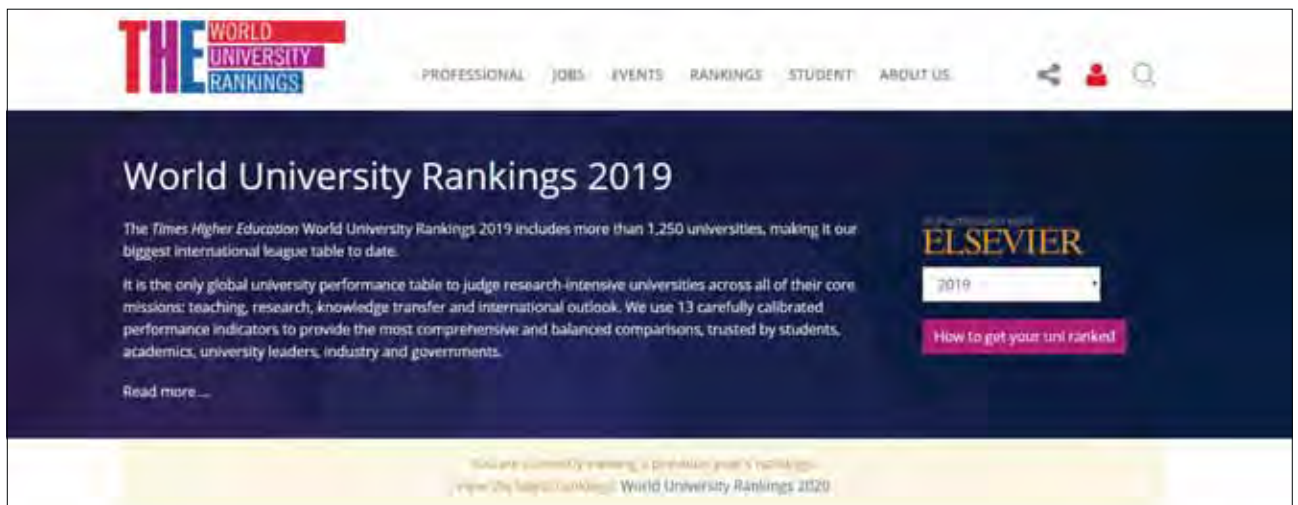 THE WORLD
UNIVERSITY
RANKINGS
PROFESSIONAL JOBS EVENTS RANKINGS STUDENT ABOUT US
World University Rankings 2019
The Times Higher Education World University Rankings 2019 includes more than 1,250 universities, making it our
biggest international league table to date.
It is the only global university performance table to judge research-intensive universities across all of their core
missions: teaching, research, knowledge transfer and international outlook. We use 13 carefully calibrated
performance indicators to provide the most comprehensive and balanced comparisons, trusted by students,
academics, university leaders, industry and governments.
Read more ...
ELSEVIER
2019
How to get your uni ranked
You are currently viewing a previous year's rankings.
View the latest rankings: World University Rankings 2020